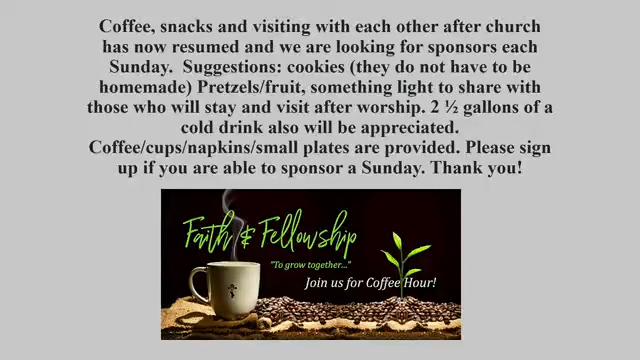 Coffee, snacks and visiting with each other after church
has now resumed and we are looking for sponsors each
Sunday.  Suggestions: cookies (they do not have to be
homemade) Pretzels/fruit, something light to share with
those who will stay and visit after worship. 2 ½ gallons of a
cold drink also will be appreciated.
Coffee/cups/napkins/small plates are provided. Please sign
up if you are able to sponsor a Sunday. Thank you!
Faith & Fellowship
"To grow together..."
Join us for Coffee Hour!